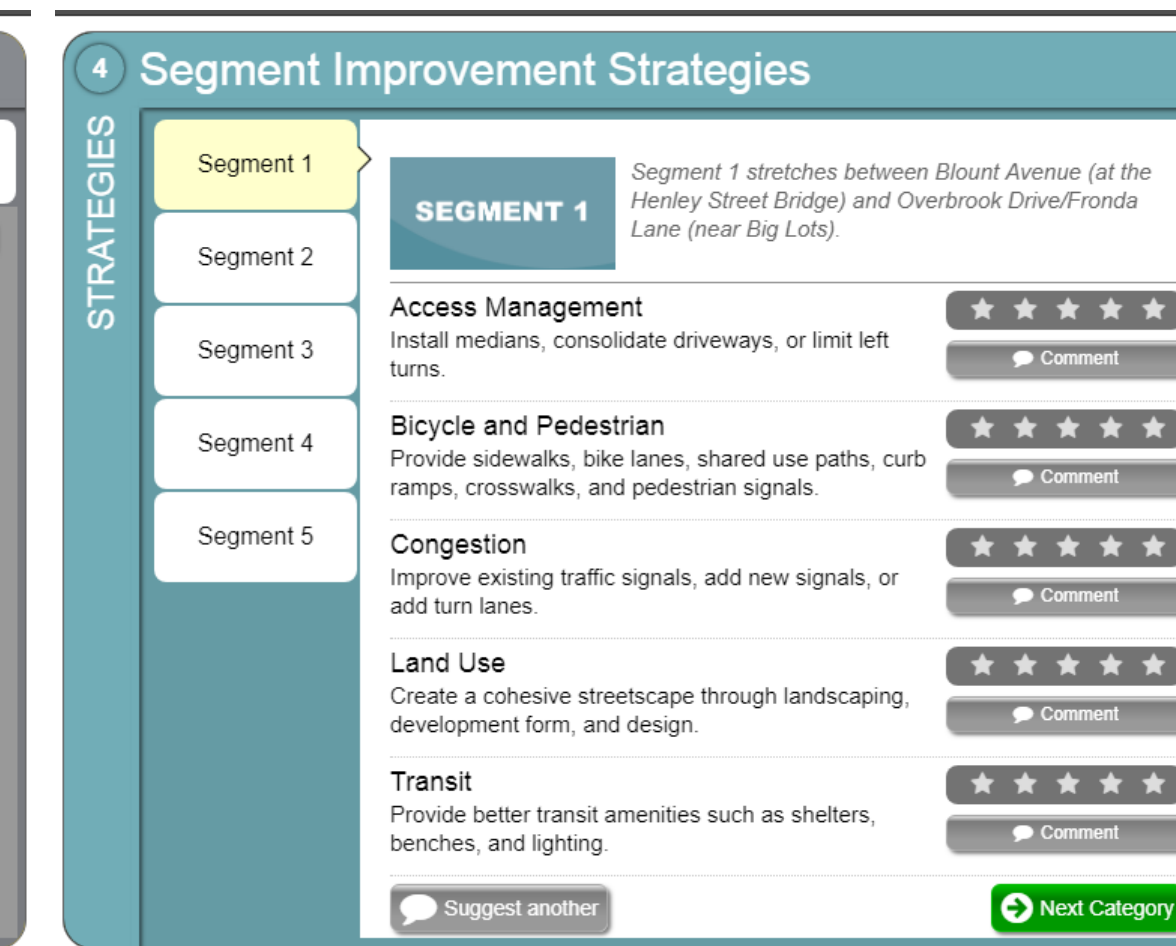 4 Segment Improvement Strategies
STRATEGIES
Segment 1
Segment 2
Segment 3
Segment 4
Segment 5
SEGMENT 1
Segment 1 stretches between Blount Avenue (at the
Henley Street Bridge) and Overbrook Drive/Fronda
Lane (near Big Lots).
Access Management
Install medians, consolidate driveways, or limit left
turns.
Comment
Bicycle and Pedestrian
Provide sidewalks, bike lanes, shared use paths, curb
ramps, crosswalks, and pedestrian signals.
Comment
Congestion
Improve existing traffic signals, add new signals, or
add turn lanes.
Comment
Land Use
Create a cohesive streetscape through landscaping,
development form, and design.
Comment
Transit
Provide better transit amenities such as shelters,
benches, and lighting.
Comment
Suggest another
Next Category